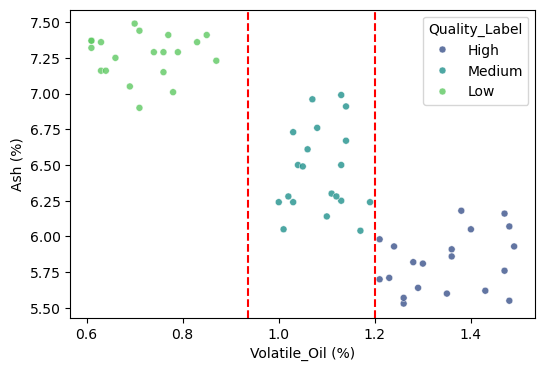 Quality_Label
High
Medium
Low
Ash (%)
7.50
7.25
7.00
6.75
6.50
6.25
6.00
5.75
5.50
0.6 0.8 1.0 1.2 1.4
Volatile_Oil (%)